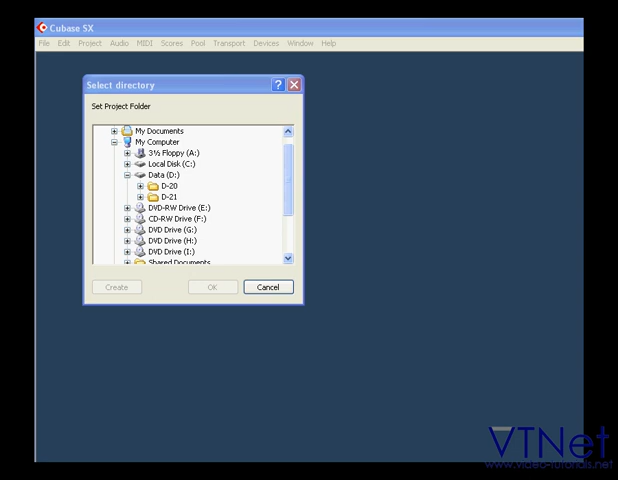 Cubase SX
File Edit Project Audio MIDI Scores Pool Transport Devices Window Help
Select directory
Set Project Folder
My Documents
My Computer
3½ Floppy (A:)
Local Disk (C:)
Data (D:)
D-20
D-21
DVD-RW Drive (E:)
CD-RW Drive (F:)
DVD Drive (G:)
DVD Drive (H:)
DVD Drive (I:)
Shared Documents
Create OK Cancel
VTNet
www.video-tutorials.net